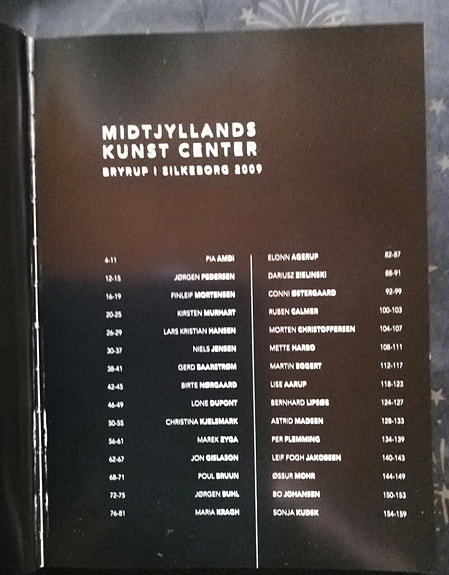 MIDTJYLLANDS
KUNST CENTER
BRYRUP I SILKEBORG 2009
4-11 PIA AMDI
12-15 JØRGEN PEDERSEN
16-19 FINLEIF MORTENSEN
20-25 KIRSTEN MURHART
26-29 LARS KRISTIAN HANSEN
30-37 NIELS JENSEN
38-41 GERD BAARSTRØM
42-45 BIRTE NØRGAARD
46-49 LONE DUPONT
50-55 CHRISTINA KJELSMARK
56-61 MAREK ZYGA
62-67 JON GISLASON
68-71 POUL BRUUN
72-75 JØRGEN BUHL
76-81 MARIA KRAGH
ELONN AGERUP 82-87
DARIUSZ ZIELINSKI 88-91
CONNI ØSTERGAARD 92-99
RUBEN CALMER 100-103
MORTEN CHRISTOFFERSEN 104-107
METTE HARBO 108-111
MARTIN EGGERT 112-117
LISE AARUP 118-123
BERNHARD LIPSØS 124-127
ASTRID MADSEN 128-133
PER FLEMMING 134-139
LEIF FOGH JAKOBSEN 140-143
ØSSUR MOHR 144-149
BO JOHANSEN 150-153
SONJA KUDSK 154-159